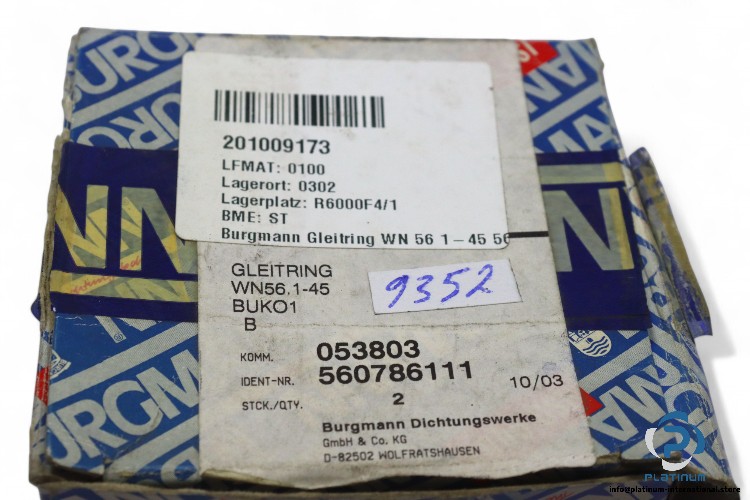 201009173
LFMAT: 0100
Lagerort: 0302
Lagerplatz: R6000F4/1
BME: ST
Burgmann Gleitring WN 56 1-45 56
GLEITRING
WN56.1-45
BUKO1
B
9352
KOMM. 053803
IDENT-NR. 560786111 10/03
STCK./QTY. 2
Burgmann Dichtungswerke
GmbH & Co. KG
D-82502 WOLFRATSHAUSEN
PLATINUM